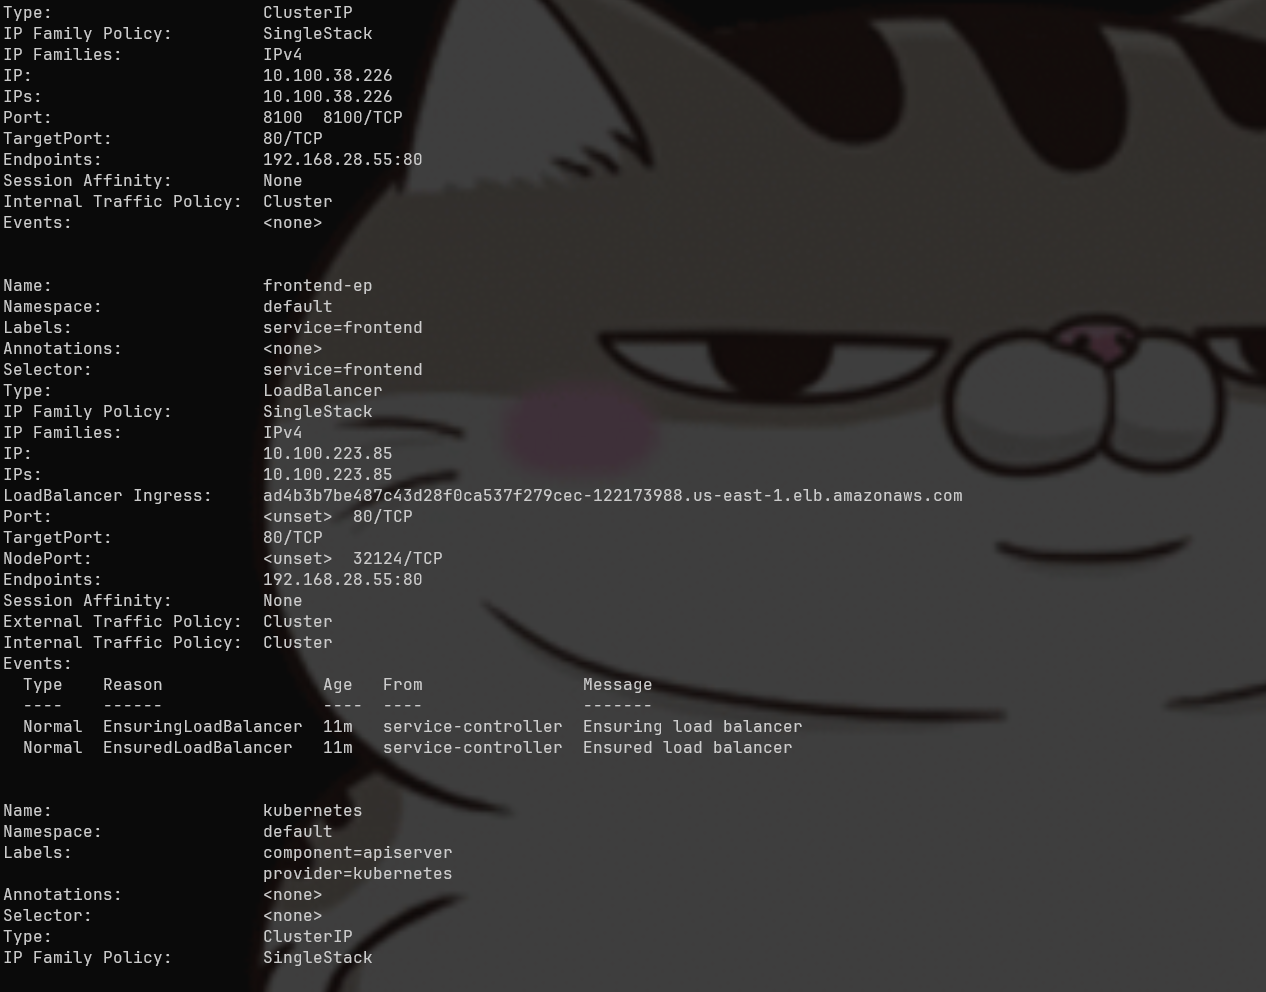 Type:                     ClusterIP
IP Family Policy:         SingleStack
IP Families:              IPv4
IP:                       10.100.38.226
IPs:                      10.100.38.226
Port:                     8100  8100/TCP
TargetPort:               80/TCP
Endpoints:                192.168.28.55:80
Session Affinity:         None
Internal Traffic Policy:  Cluster
Events:                   <none>
Name:                     frontend-ep
Namespace:                default
Labels:                   service=frontend
Annotations:              <none>
Selector:                 service=frontend
Type:                     LoadBalancer
IP Family Policy:         SingleStack
IP Families:              IPv4
IP:                       10.100.223.85
IPs:                      10.100.223.85
LoadBalancer Ingress:     ad4b3b7be487c43d28f0ca537f279cec-122173988.us-east-1.elb.amazonaws.com
Port:                     <unset>  80/TCP
TargetPort:               80/TCP
NodePort:                 <unset>  32124/TCP
Endpoints:                192.168.28.55:80
Session Affinity:         None
External Traffic Policy:  Cluster
Internal Traffic Policy:  Cluster
Events:
  Type    Reason                Age   From                Message
  ----    ------                ----  ----                -------
  Normal  EnsuringLoadBalancer  11m   service-controller  Ensuring load balancer
  Normal  EnsuredLoadBalancer   11m   service-controller  Ensured load balancer
Name:                     kubernetes
Namespace:                default
Labels:                   component=apiserver
                          provider=kubernetes
Annotations:              <none>
Selector:                 <none>
Type:                     ClusterIP
IP Family Policy:         SingleStack